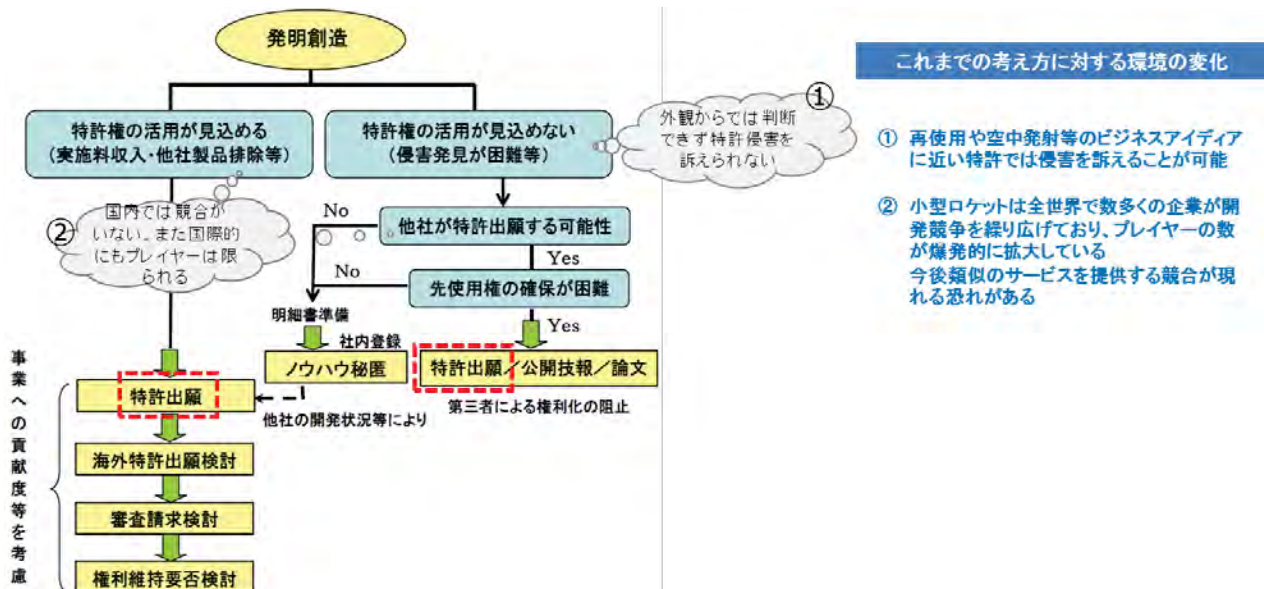 発明創造
特許権の活用が見込める
(実施料収入・他社製品排除等)
特許権の活用が見込めない
(侵害発見が困難等)
①
外観からでは判断
できず特許侵害を
訴えられない
②
国内では競合が
いない。また国際的
にもプレイヤーは限
られる
No
他社が特許出願する可能性
Yes
No
先使用権の確保が困難
Yes
明細書準備
社内登録
ノウハウ秘匿
特許出願/公開技報/論文
第三者による権利化の阻止
特許出願
他社の開発状況等により
海外特許出願検討
審査請求検討
権利維持要否検討
事業への貢献度等を考慮
これまでの考え方に対する環境の変化
① 再使用や空中発射等のビジネスアイディア
に近い特許では侵害を訴えることが可能
② 小型ロケットは全世界で数多くの企業が開
発競争を繰り広げており、プレイヤーの数
が爆発的に拡大している
今後類似のサービスを提供する競合が現
れる恐れがある